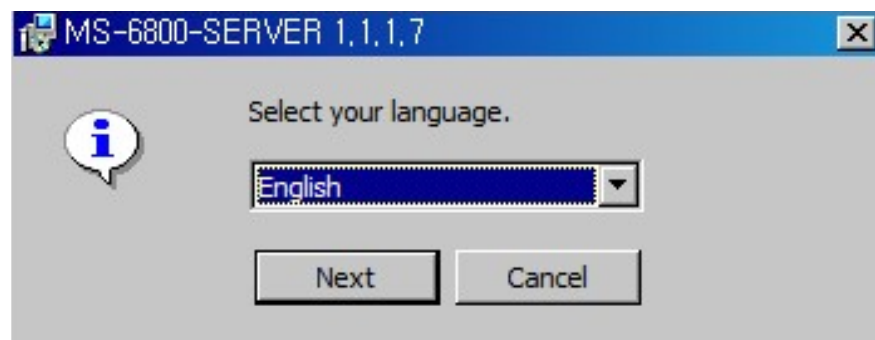 MS-6800-SERVER 1,1,1,7
Select your language.
English
Next
Cancel